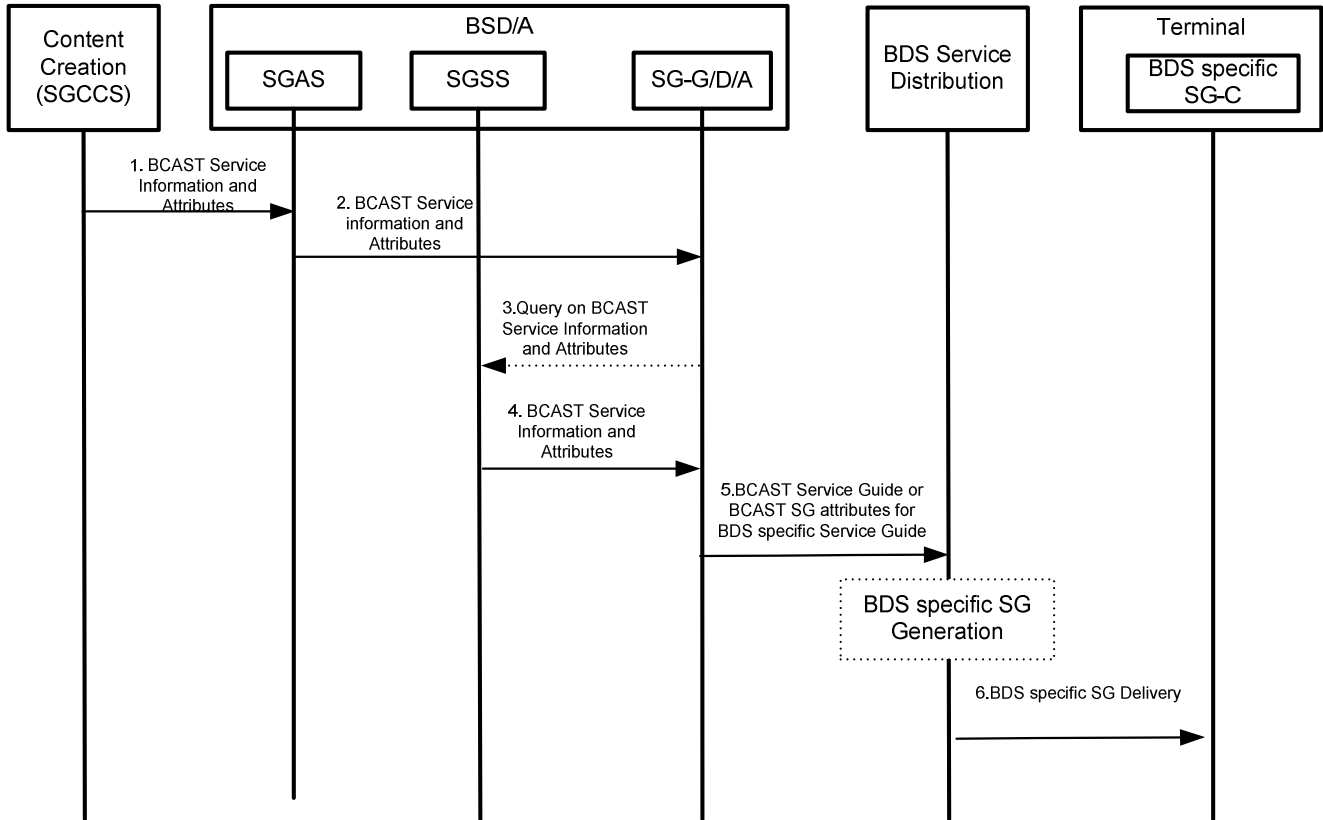 Content
Creation
(SGCCS)
BSD/A
SGAS
SGSS
SG-G/D/A
BDS Service
Distribution
Terminal
BDS specific
SG-C
1. BCAST Service
Information and
Attributes
2. BCAST Service
information and
Attributes
3.Query on BCAST
Service Information
and Attributes
4. BCAST Service
Information and
Attributes
5.BCAST Service Guide or
BCAST SG attributes for
BDS specific Service Guide
BDS specific SG
Generation
6.BDS specific SG Delivery